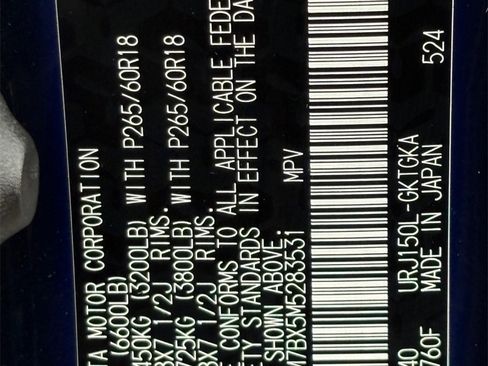 TA MOTOR CORPORATION
(6600LB)
450KG (3200LB) WITH P265/60R18
8X7 1/2J RIMS.
725KG (3800LB) WITH P265/60R18
8X7 1/2J RIMS.
E CONFORMS TO ALL APPLICABLE FEDE
ETY STANDARDS IN EFFECT ON THE DA
SHOWN ABOVE.
M7BX5M5283531 MPV
40 URJ150L-GKTGKA
760F MADE IN JAPAN 524